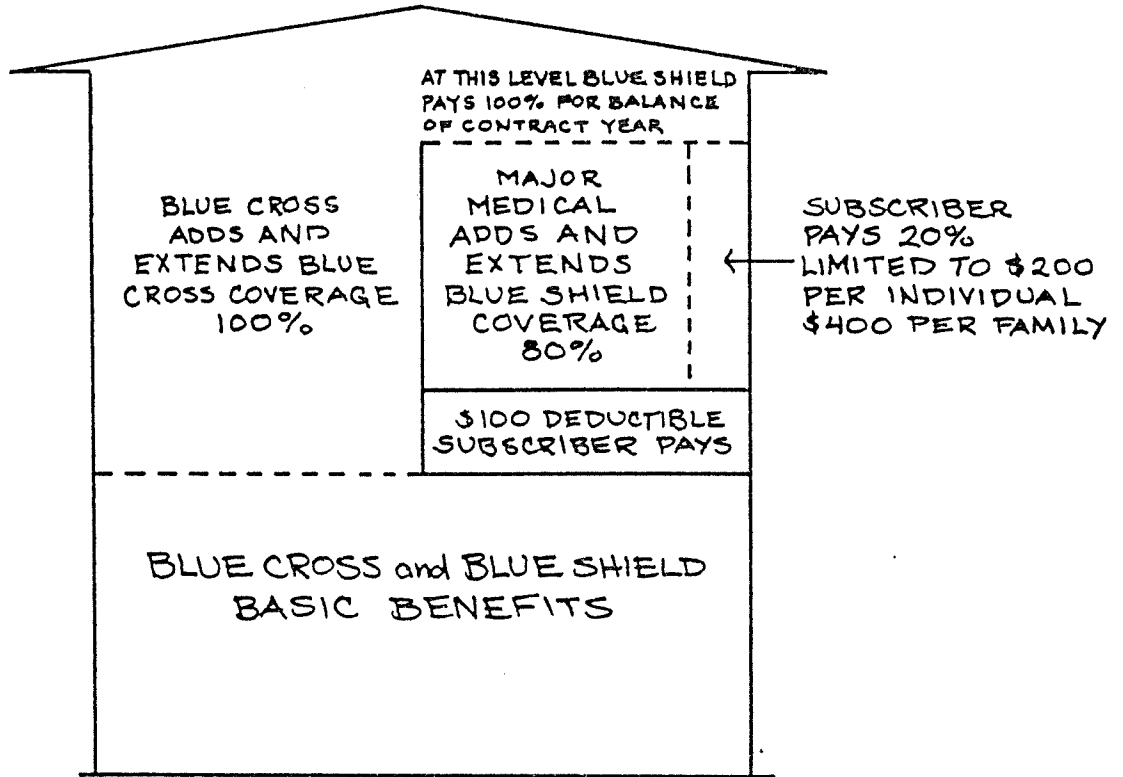 AT THIS LEVEL BLUE SHIELD
PAYS 100% FOR BALANCE
OF CONTRACT YEAR
BLUE CROSS
ADDS AND
EXTENDS BLUE
CROSS COVERAGE
100%
MAJOR
MEDICAL
ADDS AND
EXTENDS
BLUE SHIELD
COVERAGE
80%
SUBSCRIBER
PAYS 20%
LIMITED TO $200
PER INDIVIDUAL
$400 PER FAMILY
$100 DEDUCTIBLE
SUBSCRIBER PAYS
BLUE CROSS and BLUE SHIELD
BASIC BENEFITS